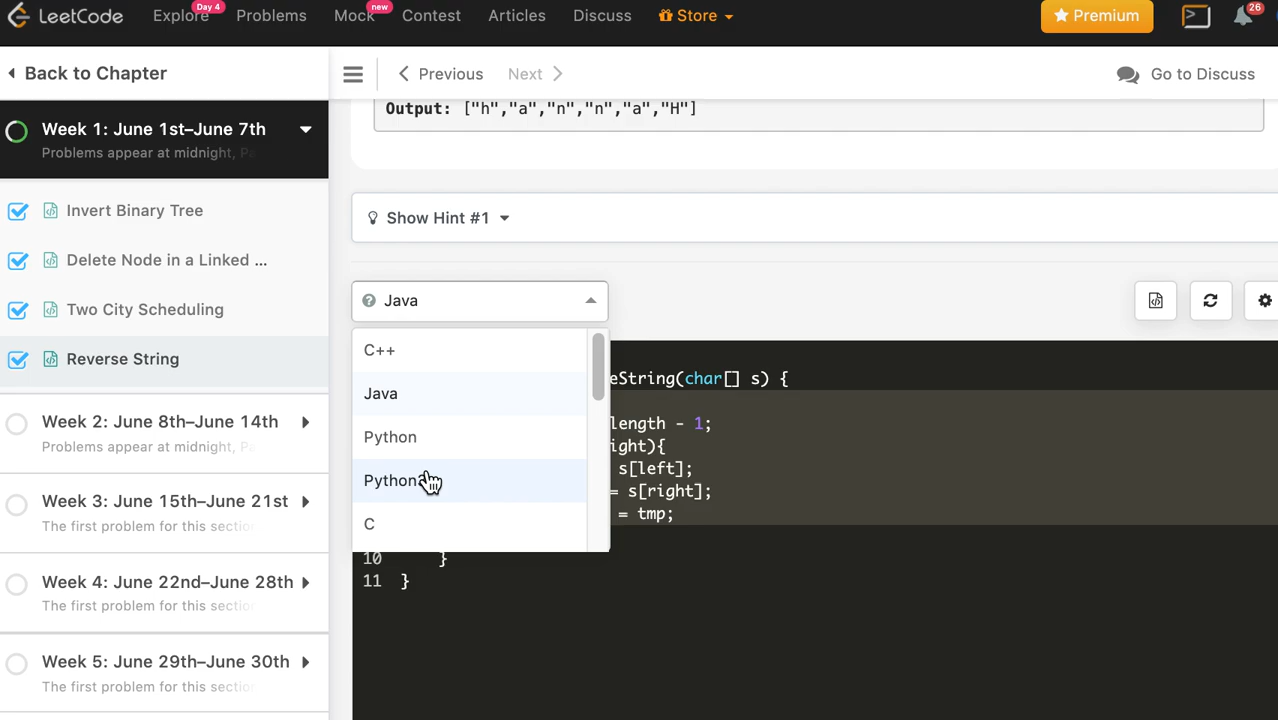 LeetCode
Explore
Day 4
Problems
Mock
new
Contest
Articles
Discuss
Store
Premium
26
Back to Chapter
Previous
Next
Go to Discuss
Week 1: June 1st–June 7th
Problems appear at midnight,
Invert Binary Tree
Delete Node in a Linked ...
Two City Scheduling
Reverse String
Week 2: June 8th–June 14th
Problems appear at midnight,
Week 3: June 15th–June 21st
The first problem for this sectio
Week 4: June 22nd–June 28th
The first problem for this sectio
Week 5: June 29th–June 30th
The first problem for this sectio
Output: ["h","a","n","n","a","H"]
Show Hint #1
Java
C++
Java
Python
Python
C
eString(char[] s) {
length - 1;
ight){
s[left];
= s[right];
= tmp;
10 }
11 }